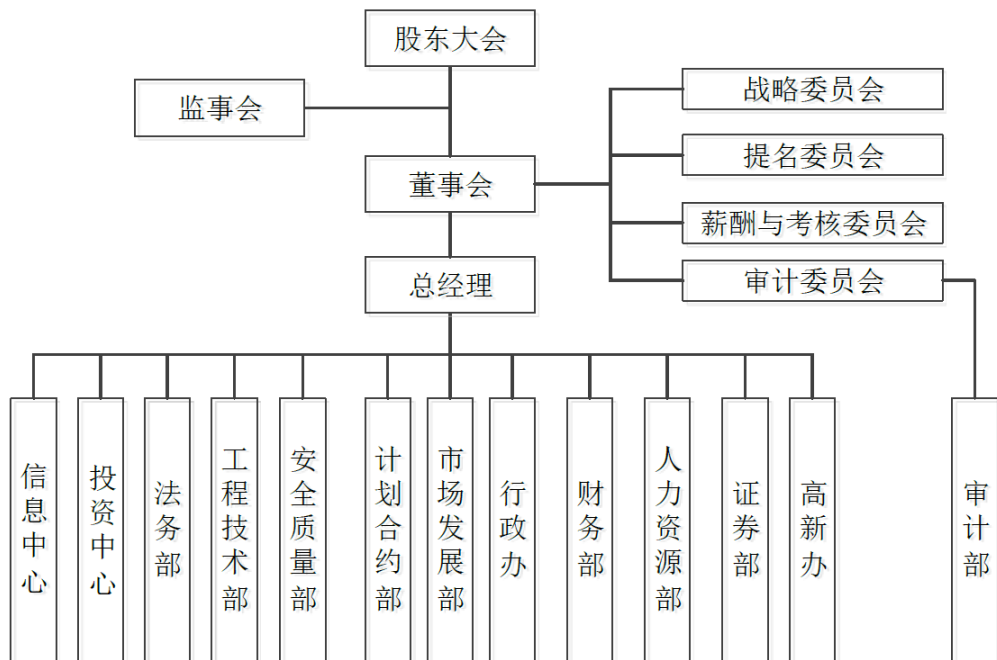 股东大会
监事会
战略委员会
提名委员会
董事会
薪酬与考核委员会
总经理
审计委员会
信息中心
投资中心
法务部
工程技术部
安全质量部
计划合约部
市场发展部
行政办
财务部
人力资源部
证券部
高新办
审计部